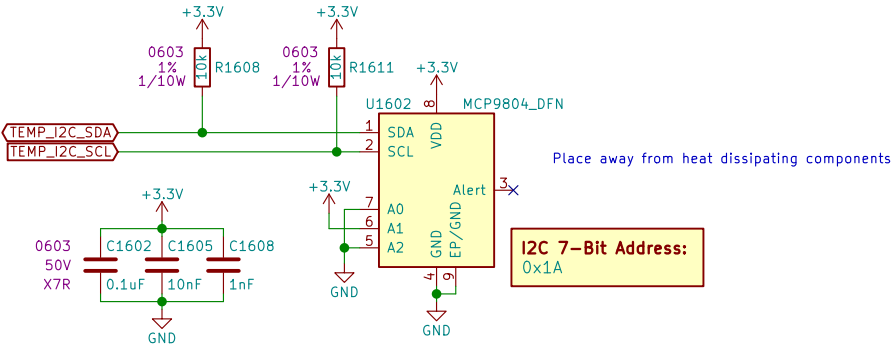 +3.3V
+3.3V
0603
1%
1/10W
10k
R1608
0603
1%
1/10W
10k
R1611
+3.3V
U1602
MCP9804_DFN
8
VDD
TEMP_I2C_SDA
1
SDA
TEMP_I2C_SCL
2
SCL
Place away from heat dissipating components
+3.3V
Alert
3
+3.3V
7
A0
6
A1
5
A2
GND
EP/GND
4
9
GND
GND
0603
50V
X7R
C1602
0.1uF
C1605
10nF
C1608
1nF
GND
I2C 7-Bit Address:
0x1A